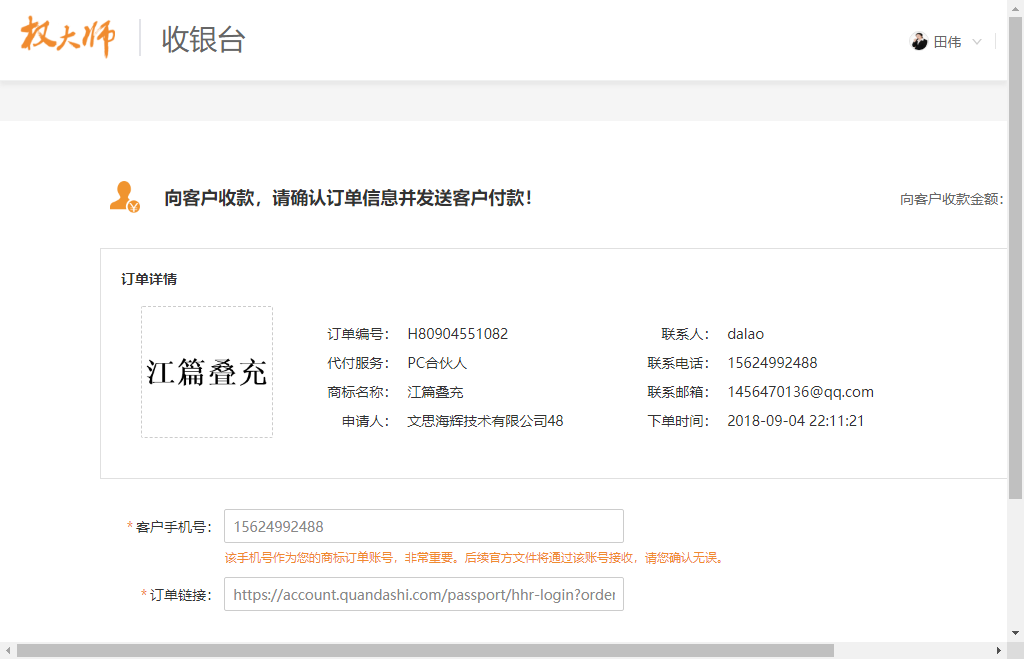 权大师
收银台
田伟
向客户收款，请确认订单信息并发送客户付款！
向客户收款金额：
订单详情
江篇叠充
订单编号： H80904551082 联系人： dalao
代付服务： PC合伙人 联系电话： 15624992488
商标名称： 江篇叠充 联系邮箱： 1456470136@qq.com
申请人： 文思海辉技术有限公司48 下单时间： 2018-09-04 22:11:21
*客户手机号： 15624992488
该手机号作为您的商标订单账号，非常重要。后续官方文件将通过该账号接收，请您确认无误。
*订单链接： https://account.quandashi.com/passport/hhr-login?order